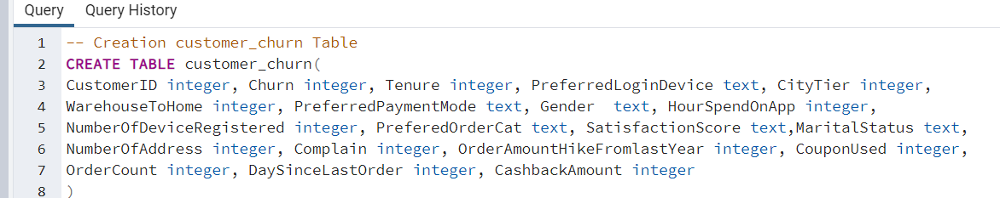 Query Query History
1 -- Creation customer_churn Table
2 CREATE TABLE customer_churn(
3 CustomerID integer, Churn integer, Tenure integer, PreferredLoginDevice text, CityTier integer,
4 WarehouseToHome integer, PreferredPaymentMode text, Gender  text, HourSpendOnApp integer,
5 NumberOfDeviceRegistered integer, PreferedOrderCat text, SatisfactionScore text,MaritalStatus text,
6 NumberOfAddress integer, Complain integer, OrderAmountHikeFromlastYear integer, CouponUsed integer,
7 OrderCount integer, DaySinceLastOrder integer, CashbackAmount integer
8 )